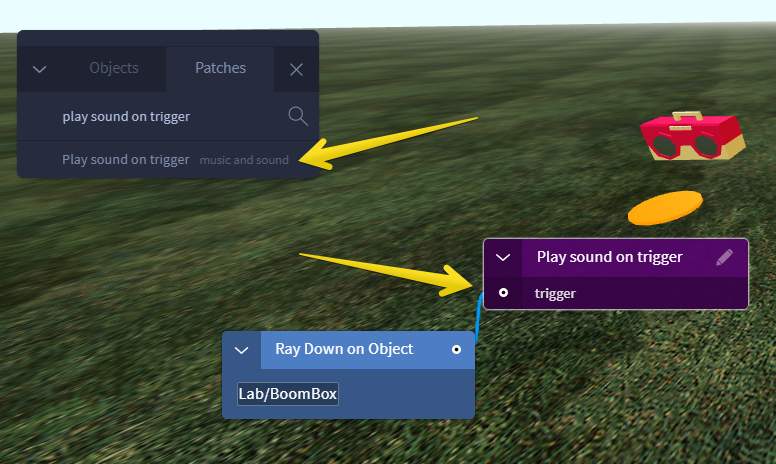 Objects
Patches
play sound on trigger
Play sound on trigger music and sound
Play sound on trigger
trigger
Ray Down on Object
Lab/BoomBox